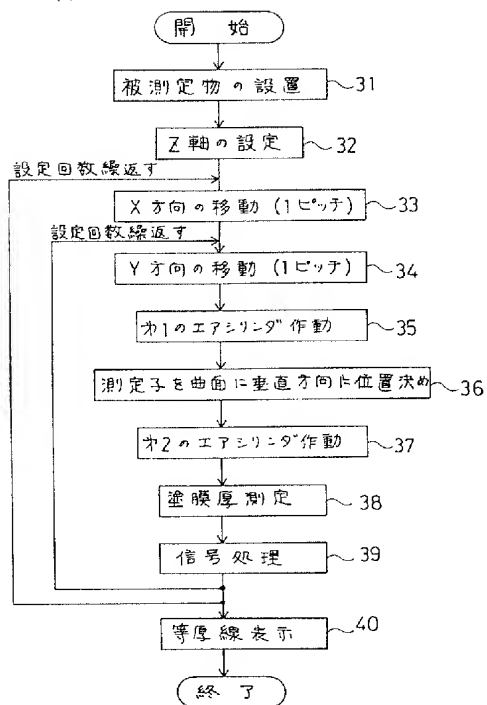 開 始
被測定物の設置 31
Z軸の設定 32
設定回数繰返す
X方向の移動 (1ピッチ) 33
設定回数繰返す
Y方向の移動 (1ピッチ) 34
才1のエアシリンダ作動 35
測定子を曲面に垂直方向に位置決め 36
才2のエアシリンダ作動 37
塗膜厚測定 38
信号処理 39
等厚線表示 40
終 了